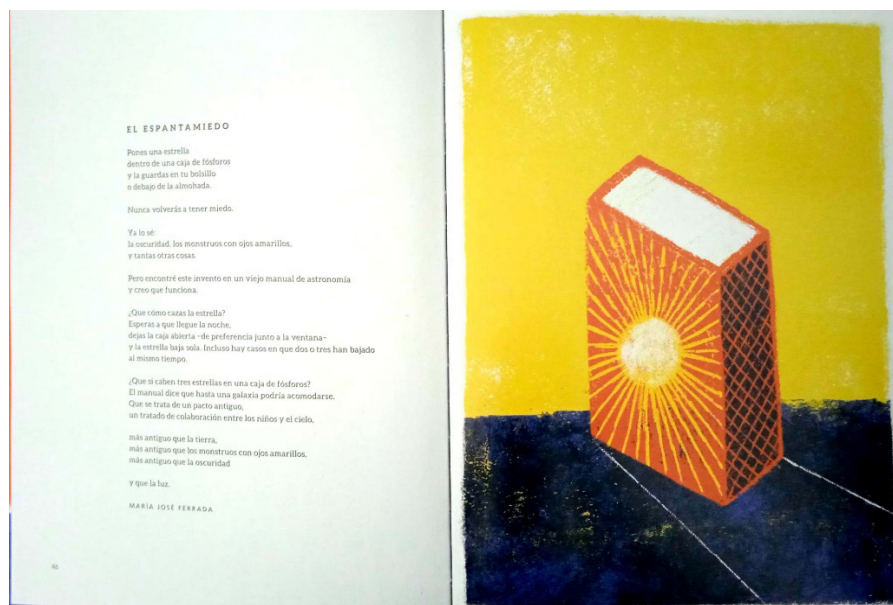 EL ESPANTAMIEDO
Pones una estrella
dentro de una caja de fósforos
y la guardas en tu bolsillo
o debajo de la almohada.
Nunca volverás a tener miedo.
Ya lo sé:
la oscuridad, los monstruos con ojos amarillos,
y tantas otras cosas.
Pero encontré este invento en un viejo manual de astronomía
y creo que funciona.
¿Que cómo cazas la estrella?
Esperas a que llegue la noche,
dejas la caja abierta –de preferencia junto a la ventana–
y la estrella baja sola. Incluso hay casos en que dos o tres han bajado
al mismo tiempo.
¿Que si caben tres estrellas en una caja de fósforos?
El manual dice que hasta una galaxia podría acomodarse.
Que se trata de un pacto antiguo,
un tratado de colaboración entre los niños y el cielo,
más antiguo que la tierra,
más antiguo que los monstruos con ojos amarillos,
más antiguo que la oscuridad
y que la luz.
MARÍA JOSÉ FERRADA
46